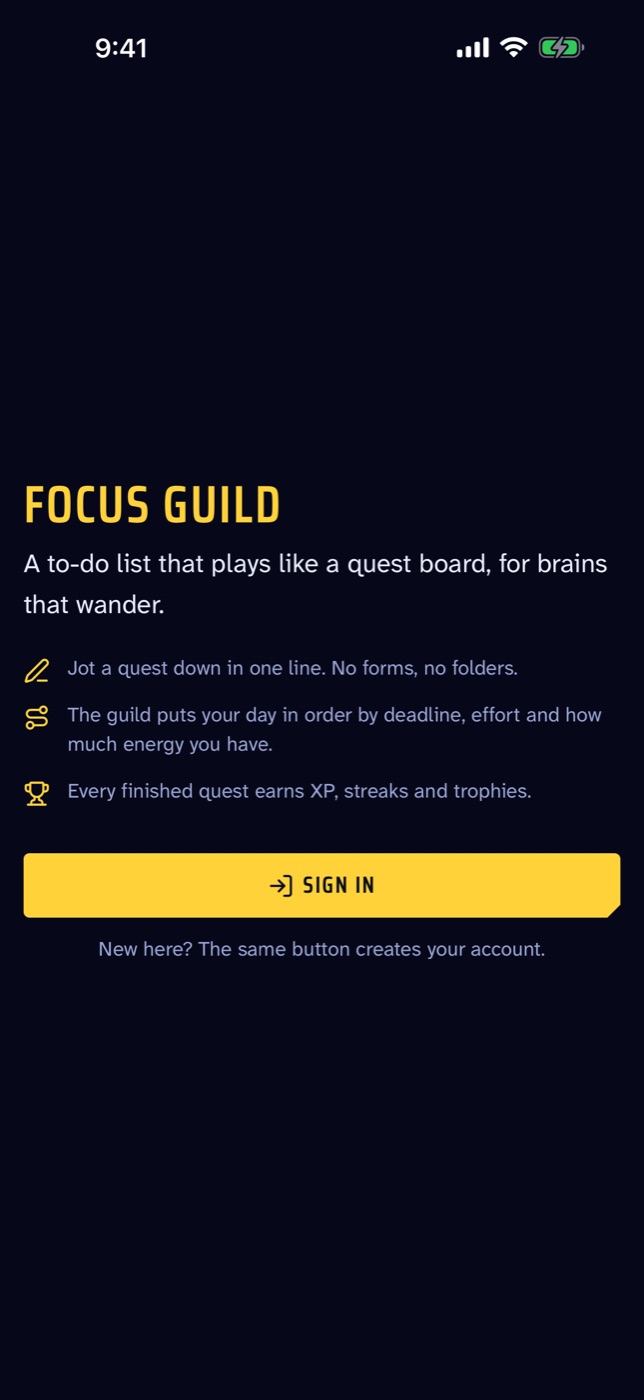 9:41
FOCUS GUILD
A to-do list that plays like a quest board, for brains
that wander.
Jot a quest down in one line. No forms, no folders.
The guild puts your day in order by deadline, effort and how
much energy you have.
Every finished quest earns XP, streaks and trophies.
SIGN IN
New here? The same button creates your account.